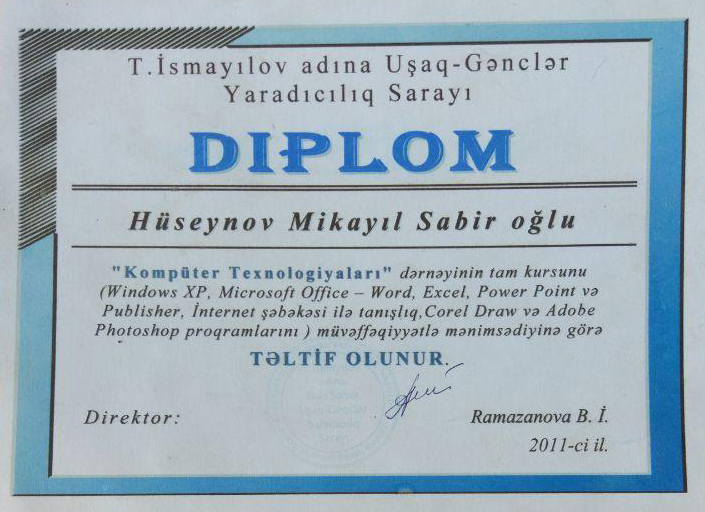 T.İsmayılov adına Uşaq-Gənclər
Yaradıcılıq Sarayı
DIPLOM
Hüseynov Mikayıl Sabir oğlu
"Kompüter Texnologiyaları" dərnəyinin tam kursunu
(Windows XP, Microsoft Office – Word, Excel, Power Point və
Publisher, İnternet şəbəkəsi ilə tanışlıq,Corel Draw və Adobe
Photoshop proqramlarını ) müvəffəqiyyətlə mənimsədiyinə görə
TƏLTİF OLUNUR.
Direktor:
Ramazanova B. İ.
2011-ci il.